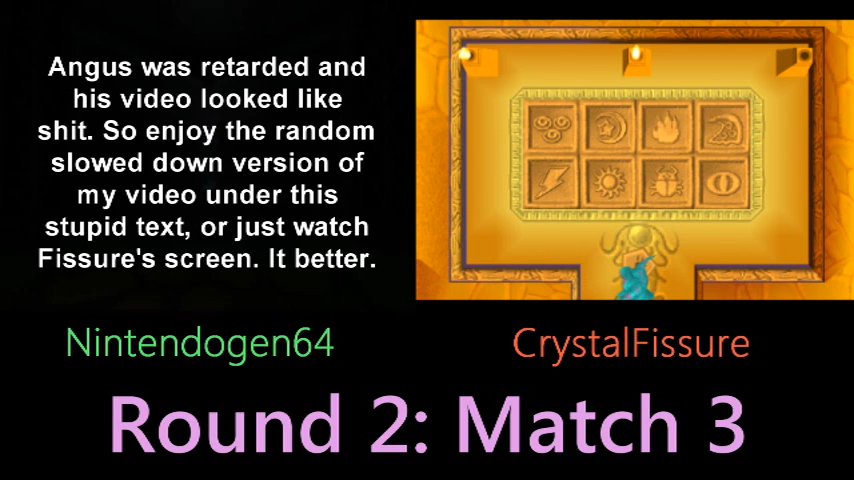 Angus was retarded and
his video looked like
shit. So enjoy the random
slowed down version of
my video under this
stupid text, or just watch
Fissure's screen. It better.
Nintendogen64
CrystalFissure
Round 2: Match 3